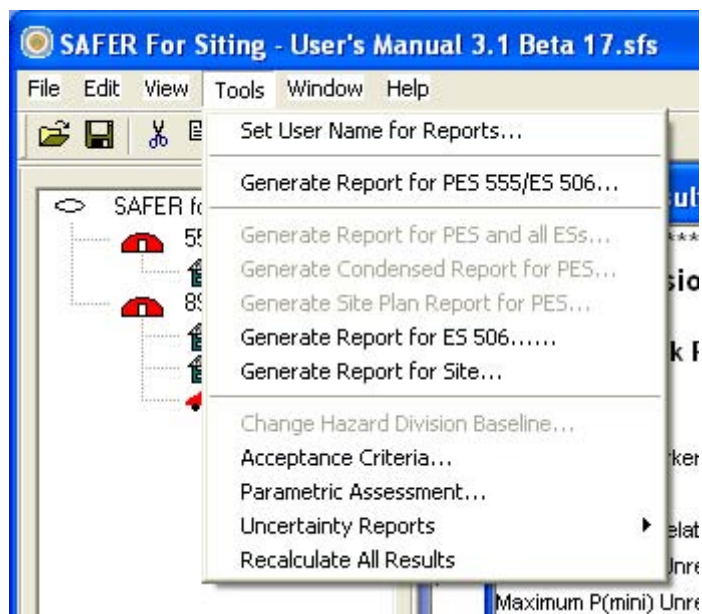 SAFER For Siting - User's Manual 3.1 Beta 17.sfs
File Edit View Tools Window Help
Set User Name for Reports...
Generate Report for PES 555/ES 506...
SAFER
Generate Report for PES and all ESs...
Generate Condensed Report for PES...
Generate Site Plan Report for PES...
Generate Report for ES 506......
Generate Report for Site...
Change Hazard Division Baseline...
Acceptance Criteria...
Parametric Assessment...
Uncertainty Reports
Recalculate All Results
Maximum P(mini)